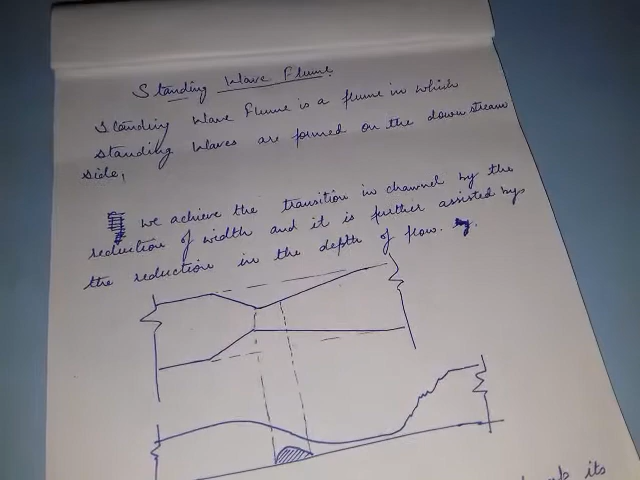 Standing Wave Flume
Standing Wave Flume is a flume in which
standing waves are formed on the down stream
side,
we achieve the transition in channel by the
reduction of width and it is further assisted by
the reduction in the depth of flow.
its